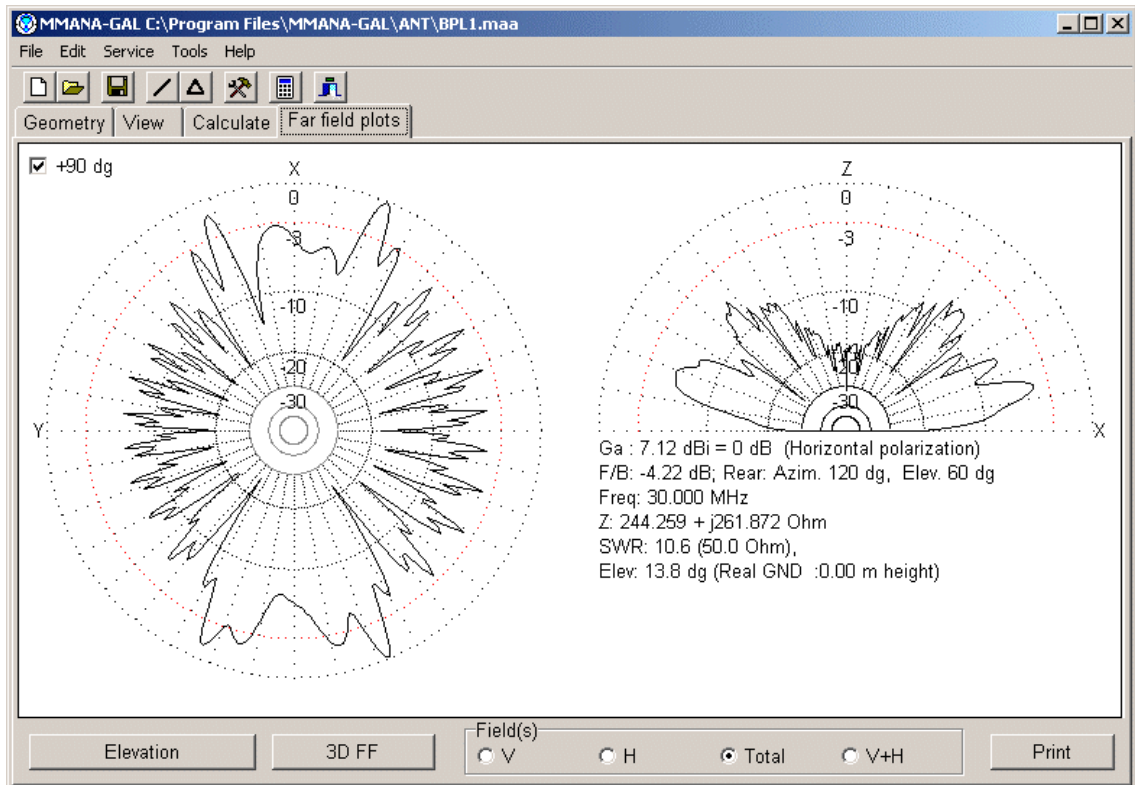 MMANA-GAL C:\Program Files\MMANA-GAL\ANT\BPL1.maa
File Edit Service Tools Help
Geometry View Calculate Far field plots
+90 dg
X
0
-3
-10
-20
-30
Y
Z
0
-3
-10
-20
-30
X
Ga : 7.12 dBi = 0 dB (Horizontal polarization)
F/B: -4.22 dB; Rear: Azim. 120 dg, Elev. 60 dg
Freq: 30.000 MHz
Z: 244.259 + j261.872 Ohm
SWR: 10.6 (50.0 Ohm),
Elev: 13.8 dg (Real GND :0.00 m height)
Elevation
3D FF
Field(s)
V H Total V+H
Print